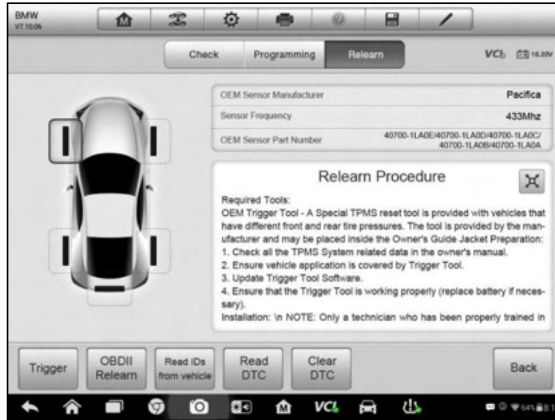 BMW
V7.10.06
Check
Programming
Relearn
VCI
16.22V
OEM Sensor Manufacturer
Pacifica
Sensor Frequency
433Mhz
OEM Sensor Part Number
40700-1LA0E/40700-1LA0D/40700-1LA0C/
40700-1LA0B/40700-1LA0A
Relearn Procedure
Required Tools:
OEM Trigger Tool - A Special TPMS reset tool is provided with vehicles that
have different front and rear tire pressures. The tool is provided by the man-
ufacturer and may be placed inside the Owner's Guide Jacket Preparation:
1. Check all the TPMS System related data in the owner's manual.
2. Ensure vehicle application is covered by Trigger Tool.
3. Update Trigger Tool Software.
4. Ensure that the Trigger Tool is working properly (replace battery if neces-
sary).
Installation: \n NOTE: Only a technician who has been properly trained in
Trigger
OBDII
Relearn
Read IDs
from vehicle
Read
DTC
Clear
DTC
Back
VCI